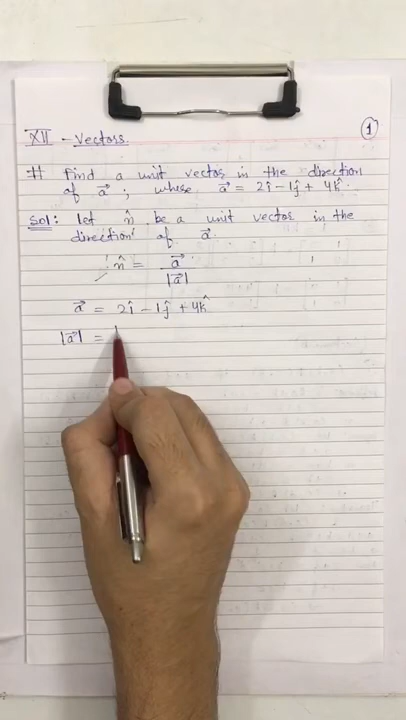 ①
XII - Vectors.
# Find a unit vector in the direction
of a⃗ ; where a⃗ = 2î - 1ĵ + 4k̂.
Sol: let n̂ be a unit vector in the
direction of a⃗.
∴ n̂ = a⃗ / |a⃗|
a⃗ = 2î - 1ĵ + 4k̂
|a⃗| =